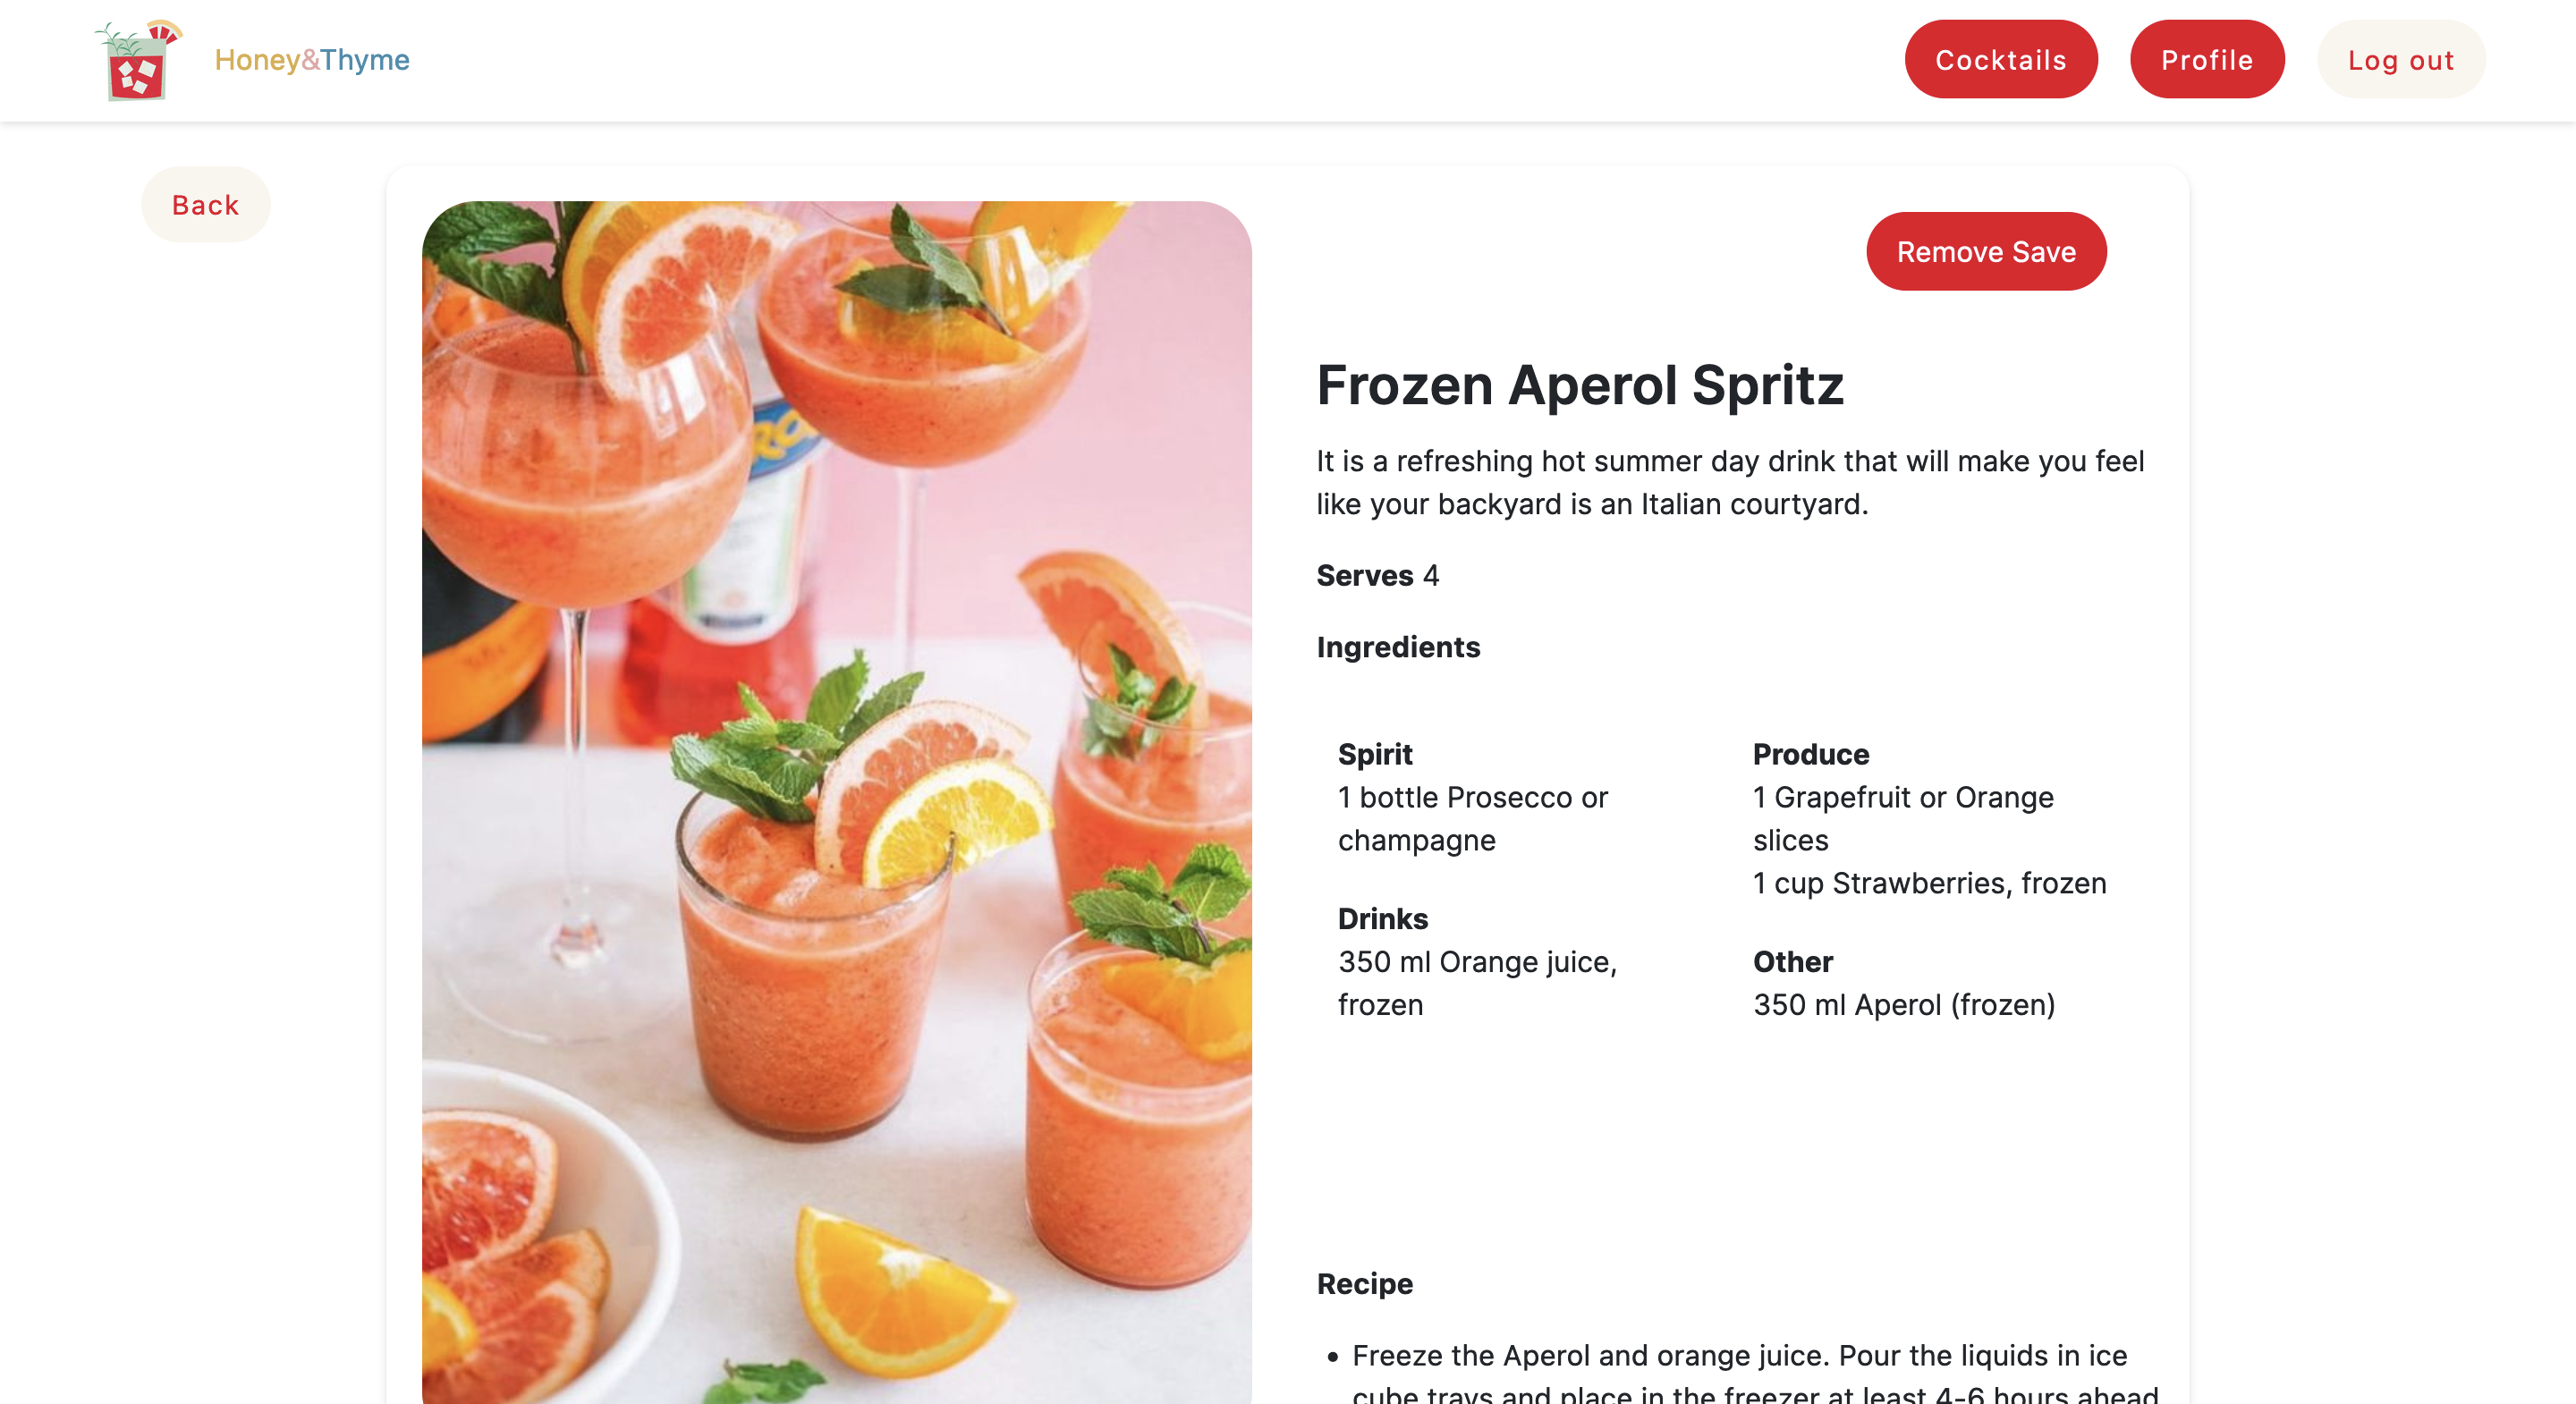 Honey&Thyme
Cocktails
Profile
Log out
Back
Remove Save
Frozen Aperol Spritz
It is a refreshing hot summer day drink that will make you feel
like your backyard is an Italian courtyard.
Serves 4
Ingredients
Spirit
1 bottle Prosecco or
champagne
Drinks
350 ml Orange juice,
frozen
Produce
1 Grapefruit or Orange
slices
1 cup Strawberries, frozen
Other
350 ml Aperol (frozen)
Recipe
• Freeze the Aperol and orange juice. Pour the liquids in ice
cube trays and place in the freezer at least 4-6 hours ahead